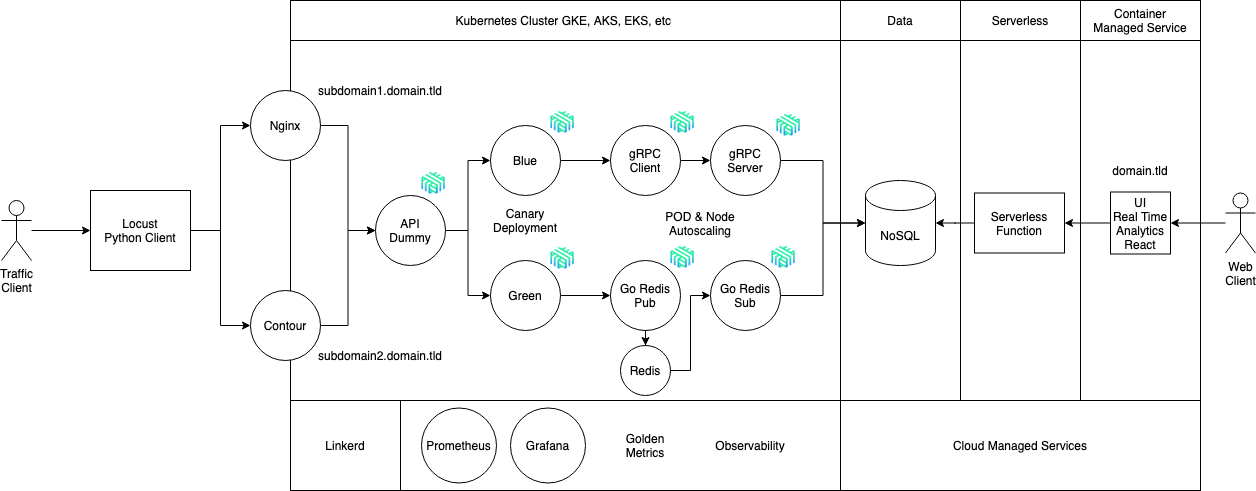 Kubernetes Cluster GKE, AKS, EKS, etc
Data
Serverless
Container
Managed Service
subdomain1.domain.tld
Nginx
Blue
gRPC
Client
gRPC
Server
domain.tld
Locust
Python Client
API
Dummy
Canary
Deployment
POD & Node
Autoscaling
NoSQL
Serverless
Function
UI
Real Time
Analytics
React
Traffic
Client
Web
Client
Green
Go Redis
Pub
Go Redis
Sub
Contour
subdomain2.domain.tld
Redis
Linkerd
Prometheus
Grafana
Golden
Metrics
Observability
Cloud Managed Services